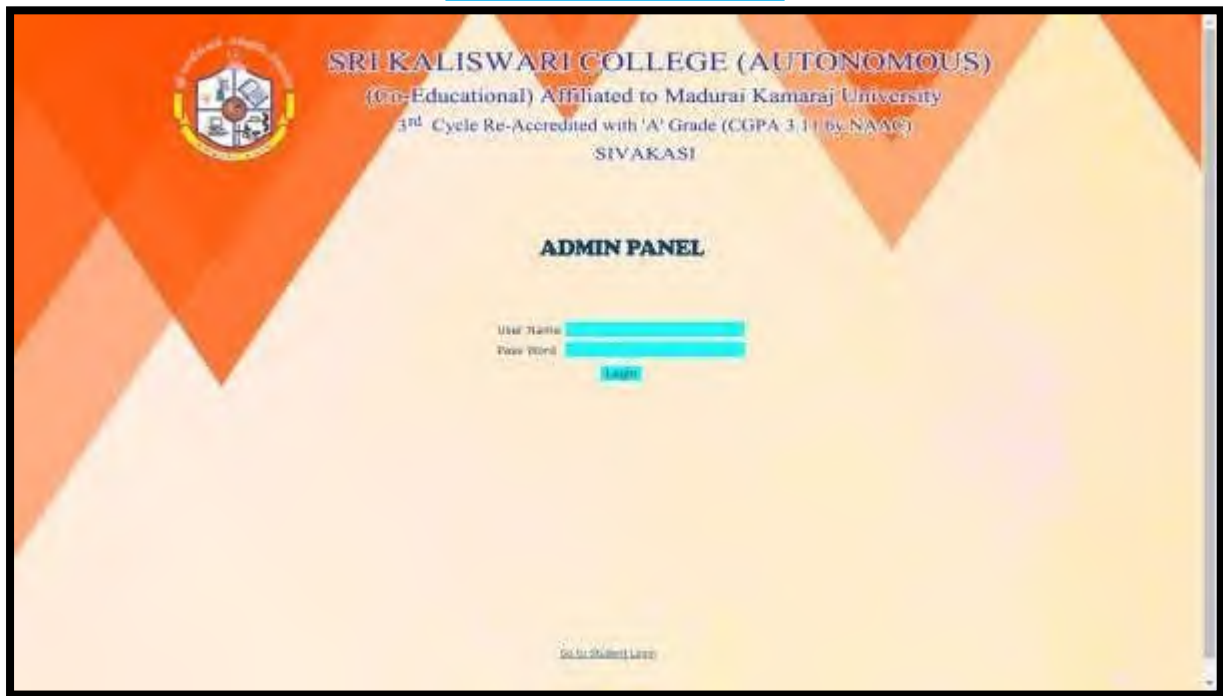 SRI KALISWARI COLLEGE (AUTONOMOUS)
(Co-Educational) Affiliated to Madurai Kamaraj University
3rd Cycle Re-Accredited with 'A' Grade (CGPA 3.11 by NAAC)
SIVAKASI
ADMIN PANEL
User Name
Pass Word
Login
Go to Student Login